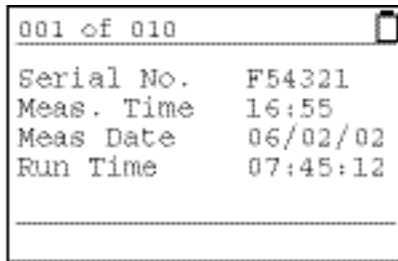 001 of 010
Serial No. F54321
Meas. Time 16:55
Meas Date 06/02/02
Run Time 07:45:12